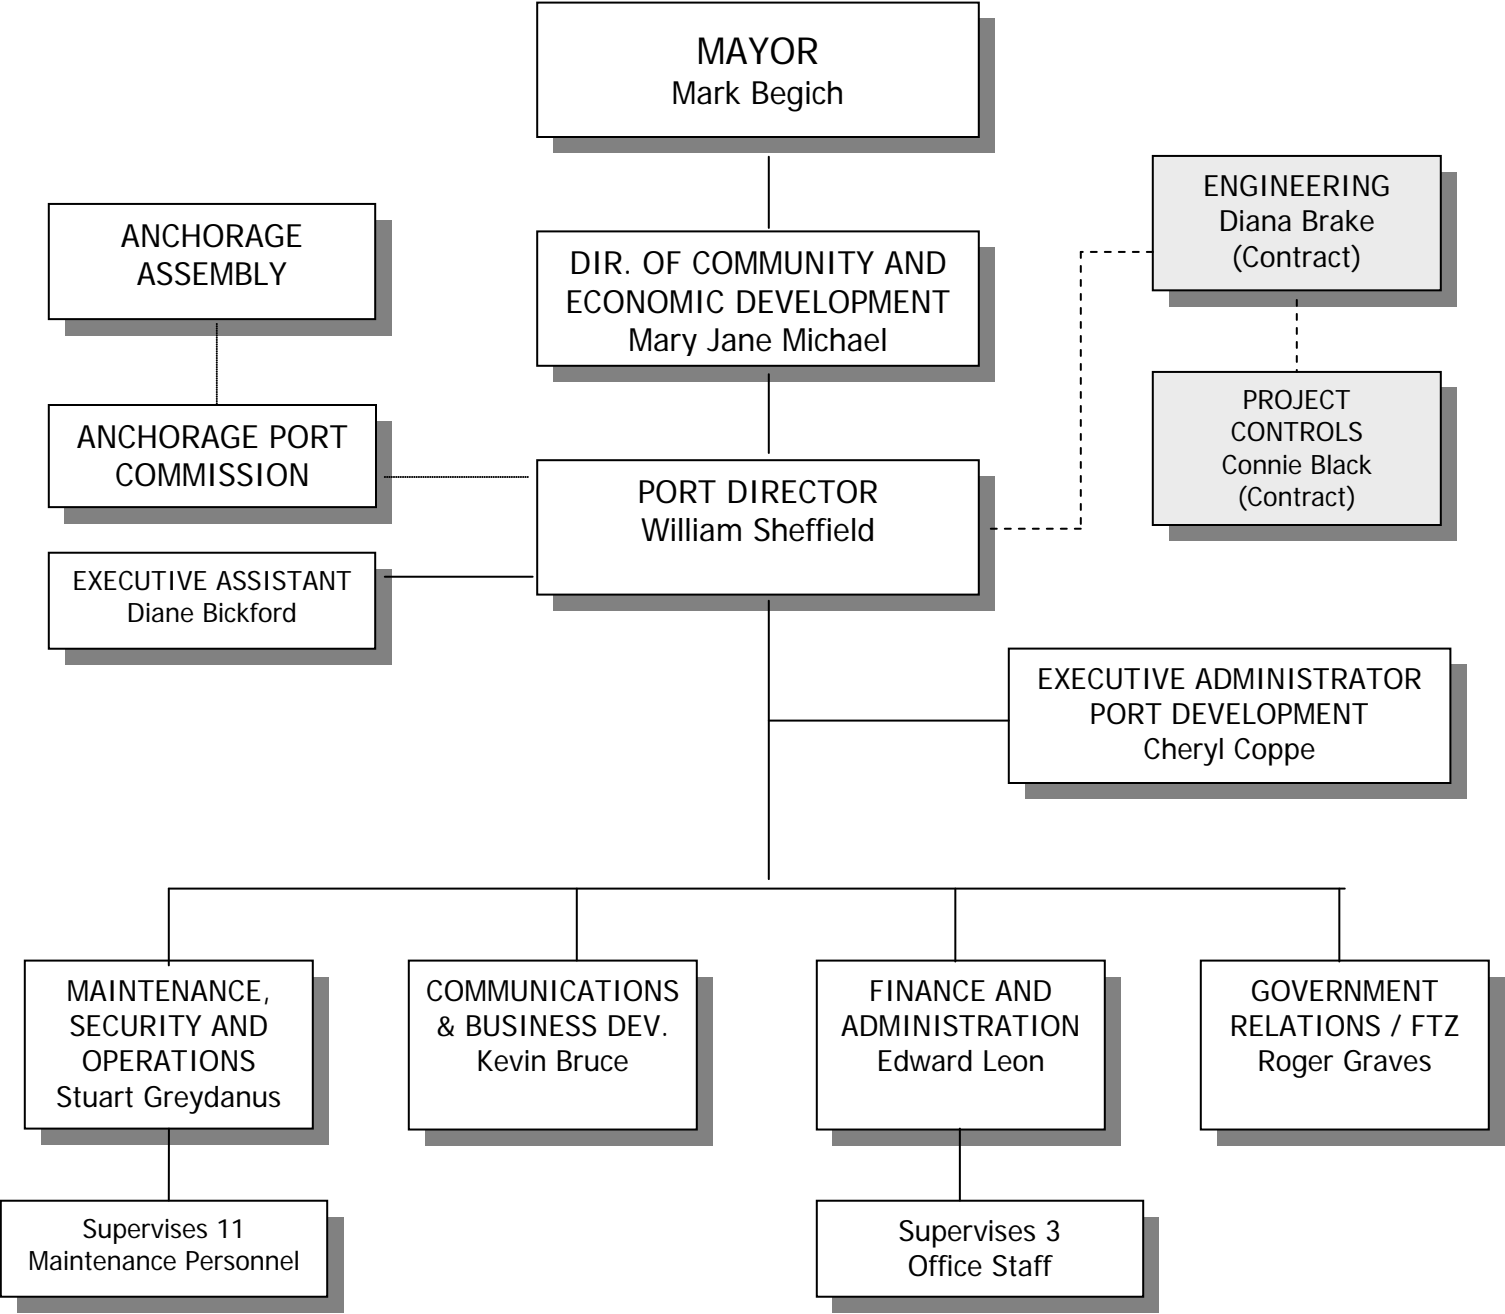 MAYOR
Mark Begich
ENGINEERING
Diana Brake
(Contract)
ANCHORAGE
ASSEMBLY
DIR. OF COMMUNITY AND
ECONOMIC DEVELOPMENT
Mary Jane Michael
PROJECT
CONTROLS
Connie Black
(Contract)
ANCHORAGE PORT
COMMISSION
PORT DIRECTOR
William Sheffield
EXECUTIVE ASSISTANT
Diane Bickford
EXECUTIVE ADMINISTRATOR
PORT DEVELOPMENT
Cheryl Coppe
MAINTENANCE,
SECURITY AND
OPERATIONS
Stuart Greydanus
COMMUNICATIONS
& BUSINESS DEV.
Kevin Bruce
FINANCE AND
ADMINISTRATION
Edward Leon
GOVERNMENT
RELATIONS / FTZ
Roger Graves
Supervises 11
Maintenance Personnel
Supervises 3
Office Staff